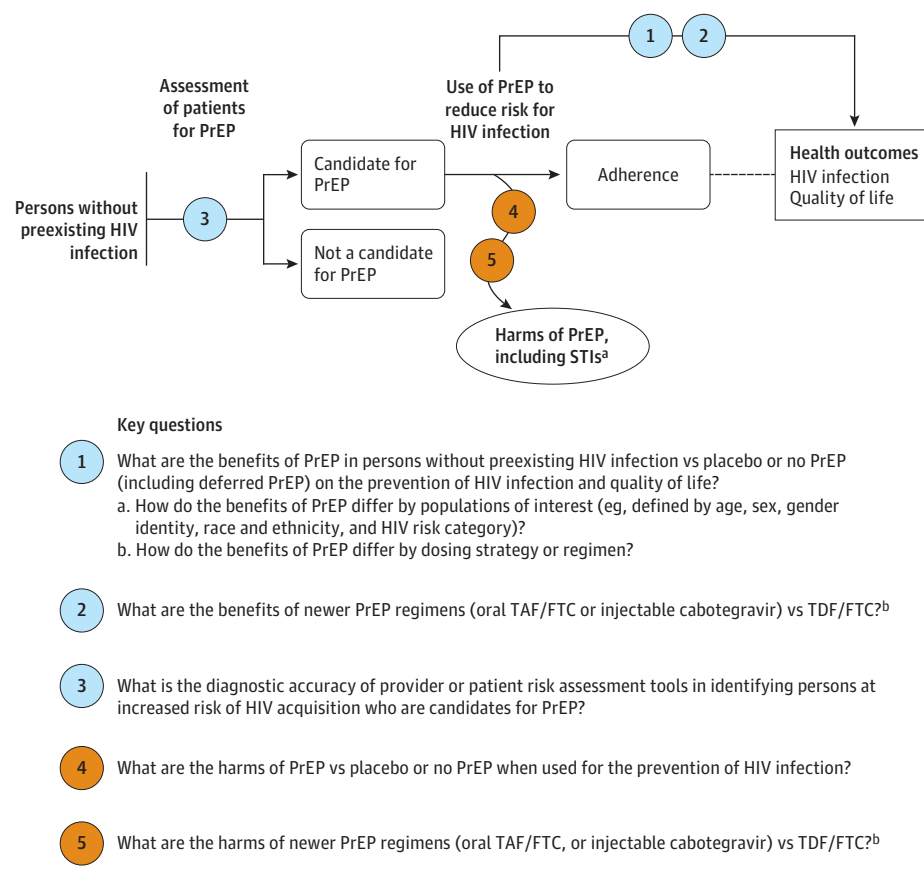 1
2
Assessment
of patients
for PrEP
Use of PrEP to
reduce risk for
HIV infection
Candidate for
PrEP
Adherence
Health outcomes
HIV infection
Quality of life
Persons without
preexisting HIV
infection
3
4
Not a candidate
for PrEP
5
Harms of PrEP,
including STIsᵃ
Key questions
1 What are the benefits of PrEP in persons without preexisting HIV infection vs placebo or no PrEP
(including deferred PrEP) on the prevention of HIV infection and quality of life?
a. How do the benefits of PrEP differ by populations of interest (eg, defined by age, sex, gender
identity, race and ethnicity, and HIV risk category)?
b. How do the benefits of PrEP differ by dosing strategy or regimen?
2 What are the benefits of newer PrEP regimens (oral TAF/FTC or injectable cabotegravir) vs TDF/FTC?ᵇ
3 What is the diagnostic accuracy of provider or patient risk assessment tools in identifying persons at
increased risk of HIV acquisition who are candidates for PrEP?
4 What are the harms of PrEP vs placebo or no PrEP when used for the prevention of HIV infection?
5 What are the harms of newer PrEP regimens (oral TAF/FTC, or injectable cabotegravir) vs TDF/FTC?ᵇ